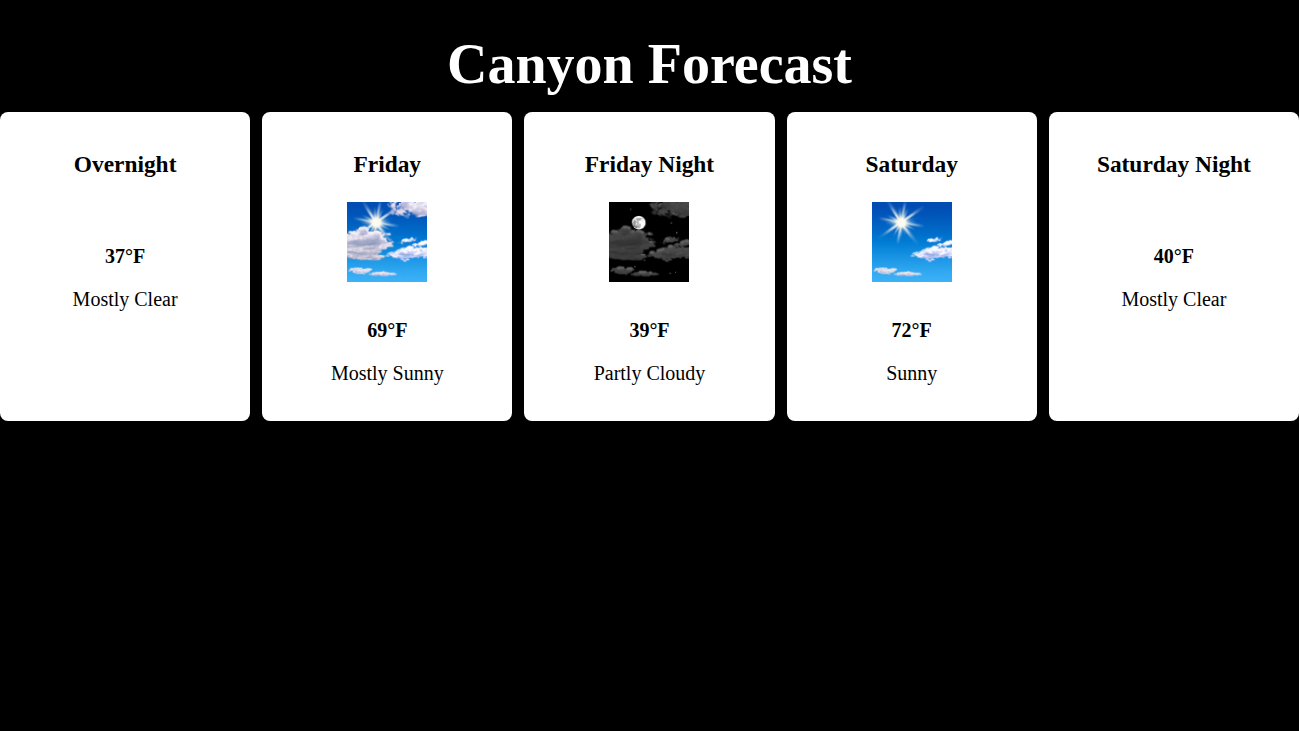 Canyon Forecast
Overnight
37°F
Mostly Clear
Friday
69°F
Mostly Sunny
Friday Night
39°F
Partly Cloudy
Saturday
72°F
Sunny
Saturday Night
40°F
Mostly Clear